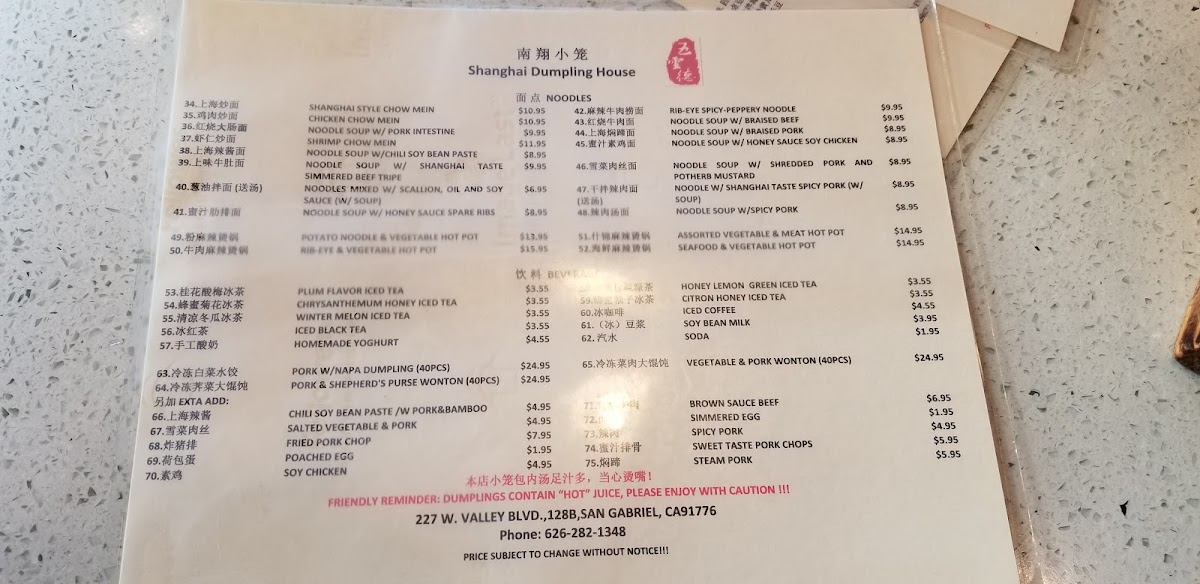 南翔小笼
Shanghai Dumpling House
五雲德
面点 NOODLES
34.上海炒面 SHANGHAI STYLE CHOW MEIN $10.95
35.鸡肉炒面 CHICKEN CHOW MEIN $10.95
36.红烧大肠面 NOODLE SOUP W/ PORK INTESTINE $9.95
37.虾仁炒面 SHRIMP CHOW MEIN $11.95
38.上海辣酱面 NOODLE SOUP W/CHILI SOY BEAN PASTE $8.95
39.上味牛肚面 NOODLE SOUP W/ SHANGHAI TASTE $9.95
SIMMERED BEEF TRIPE
40.葱油拌面 (送汤) NOODLES MIXED W/ SCALLION, OIL AND SOY $6.95
SAUCE (W/ SOUP)
41.蜜汁肋排面 NOODLE SOUP W/ HONEY SAUCE SPARE RIBS $8.95
42.麻辣牛肉捞面 RIB-EYE SPICY-PEPPERY NOODLE $9.95
43.红烧牛肉面 NOODLE SOUP W/ BRAISED BEEF $9.95
44.上海焖蹄面 NOODLE SOUP W/ BRAISED PORK $8.95
45.蜜汁素鸡面 NOODLE SOUP W/ HONEY SAUCE SOY CHICKEN $8.95
46.雪菜肉丝面 NOODLE SOUP W/ SHREDDED PORK AND $8.95
POTHERB MUSTARD
47.干拌辣肉面 NOODLE W/ SHANGHAI TASTE SPICY PORK (W/ $8.95
(送汤) SOUP)
48.辣肉汤面 NOODLE SOUP W/SPICY PORK $8.95
49.粉麻辣烫锅 POTATO NOODLE & VEGETABLE HOT POT $13.95
50.牛肉麻辣烫锅 RIB-EYE & VEGETABLE HOT POT $15.95
51.什锦麻辣烫锅 ASSORTED VEGETABLE & MEAT HOT POT $14.95
52.海鲜麻辣烫锅 SEAFOOD & VEGETABLE HOT POT $14.95
饮料 BEVERAGE
53.桂花酸梅冰茶 PLUM FLAVOR ICED TEA $3.55
54.蜂蜜菊花冰茶 CHRYSANTHEMUM HONEY ICED TEA $3.55
55.清凉冬瓜冰茶 WINTER MELON ICED TEA $3.55
56.冰红茶 ICED BLACK TEA $3.55
57.手工酸奶 HOMEMADE YOGHURT $4.55
HONEY LEMON GREEN ICED TEA $3.55
59.蜂蜜柚子冰茶 CITRON HONEY ICED TEA $3.55
60.冰咖啡 ICED COFFEE $4.55
61.（冰）豆浆 SOY BEAN MILK $3.95
62.汽水 SODA $1.95
63.冷冻白菜水饺 PORK W/NAPA DUMPLING (40PCS) $24.95
64.冷冻荠菜大馄饨 PORK & SHEPHERD'S PURSE WONTON (40PCS) $24.95
65.冷冻菜肉大馄饨 VEGETABLE & PORK WONTON (40PCS) $24.95
另加 EXTA ADD:
66.上海辣酱 CHILI SOY BEAN PASTE /W PORK&BAMBOO $4.95
67.雪菜肉丝 SALTED VEGETABLE & PORK $4.95
68.炸猪排 FRIED PORK CHOP $7.95
69.荷包蛋 POACHED EGG $1.95
70.素鸡 SOY CHICKEN $4.95
71. BROWN SAUCE BEEF $6.95
72. SIMMERED EGG $1.95
73.辣肉 SPICY PORK $4.95
74.蜜汁排骨 SWEET TASTE PORK CHOPS $5.95
75.焖蹄 STEAM PORK $5.95
本店小笼包内汤足汁多，当心烫嘴！
FRIENDLY REMINDER: DUMPLINGS CONTAIN "HOT" JUICE, PLEASE ENJOY WITH CAUTION !!!
227 W. VALLEY BLVD.,128B,SAN GABRIEL, CA91776
Phone: 626-282-1348
PRICE SUBJECT TO CHANGE WITHOUT NOTICE!!!